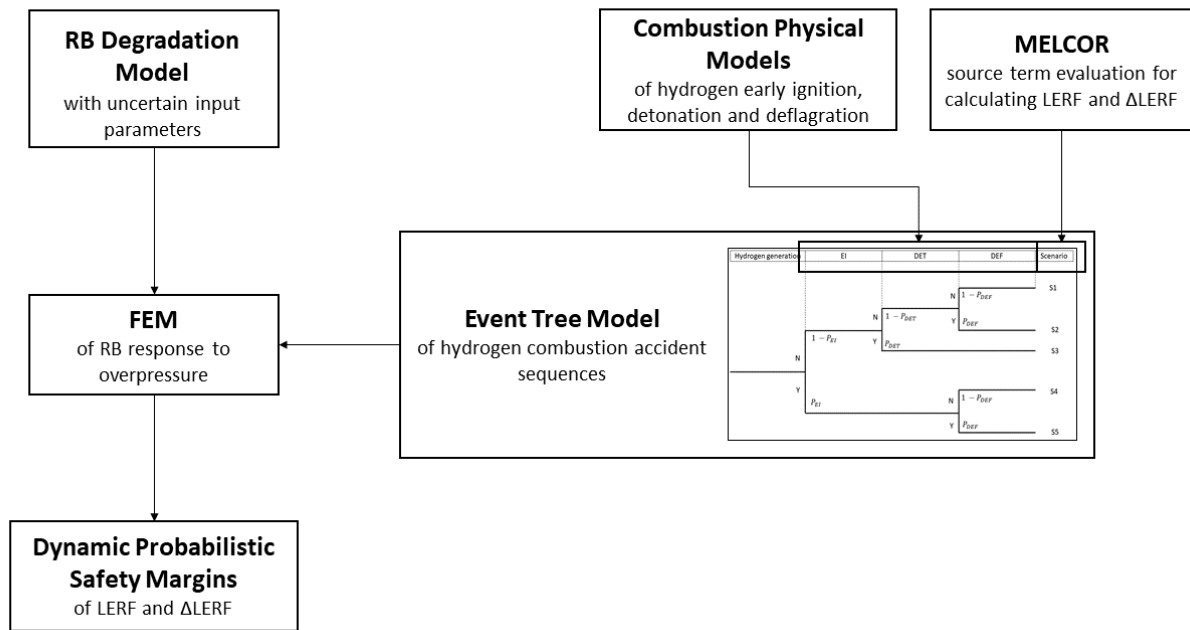 RB Degradation
Model
with uncertain input
parameters
Combustion Physical
Models
of hydrogen early ignition,
detonation and deflagration
MELCOR
source term evaluation for
calculating LERF and ΔLERF
FEM
of RB response to
overpressure
Event Tree Model
of hydrogen combustion accident
sequences
Hydrogen generation EI DET DEF Scenario
N 1 − P_DEF S1
N 1 − P_DET Y P_DEF S2
N 1 − P_EI Y P_DET S3
Y P_EI N 1 − P_DEF S4
Y P_DEF S5
Dynamic Probabilistic
Safety Margins
of LERF and ΔLERF